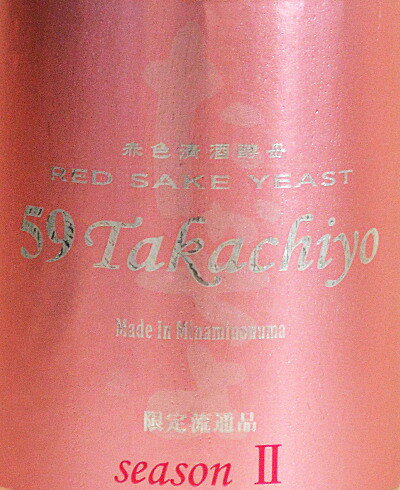 赤色清酒酵母
RED SAKE YEAST
59 Takachiyo
Made in Minamiuonuma
限定流通品
season II